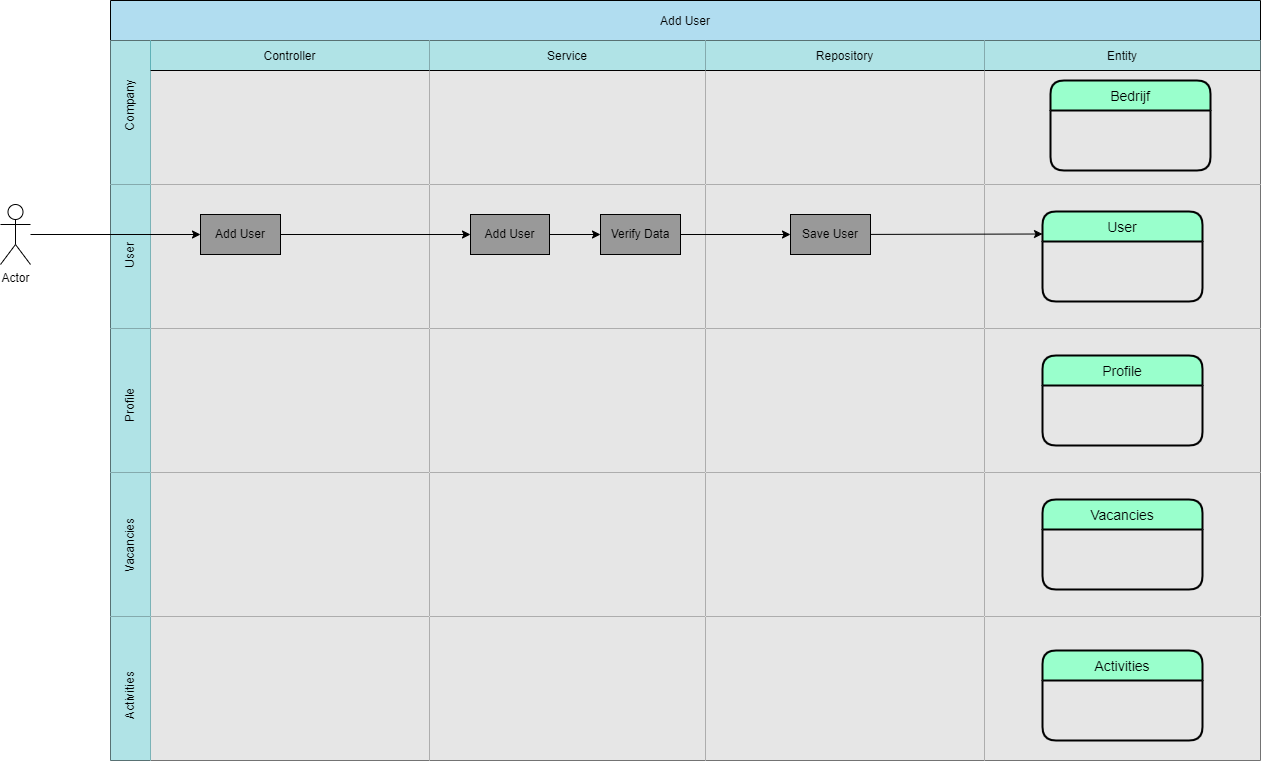 Add User
Controller
Service
Repository
Entity
Company
Bedrijf
Actor
User
Add User
Add User
Verify Data
Save User
User
Profile
Profile
Vacancies
Vacancies
Activities
Activities